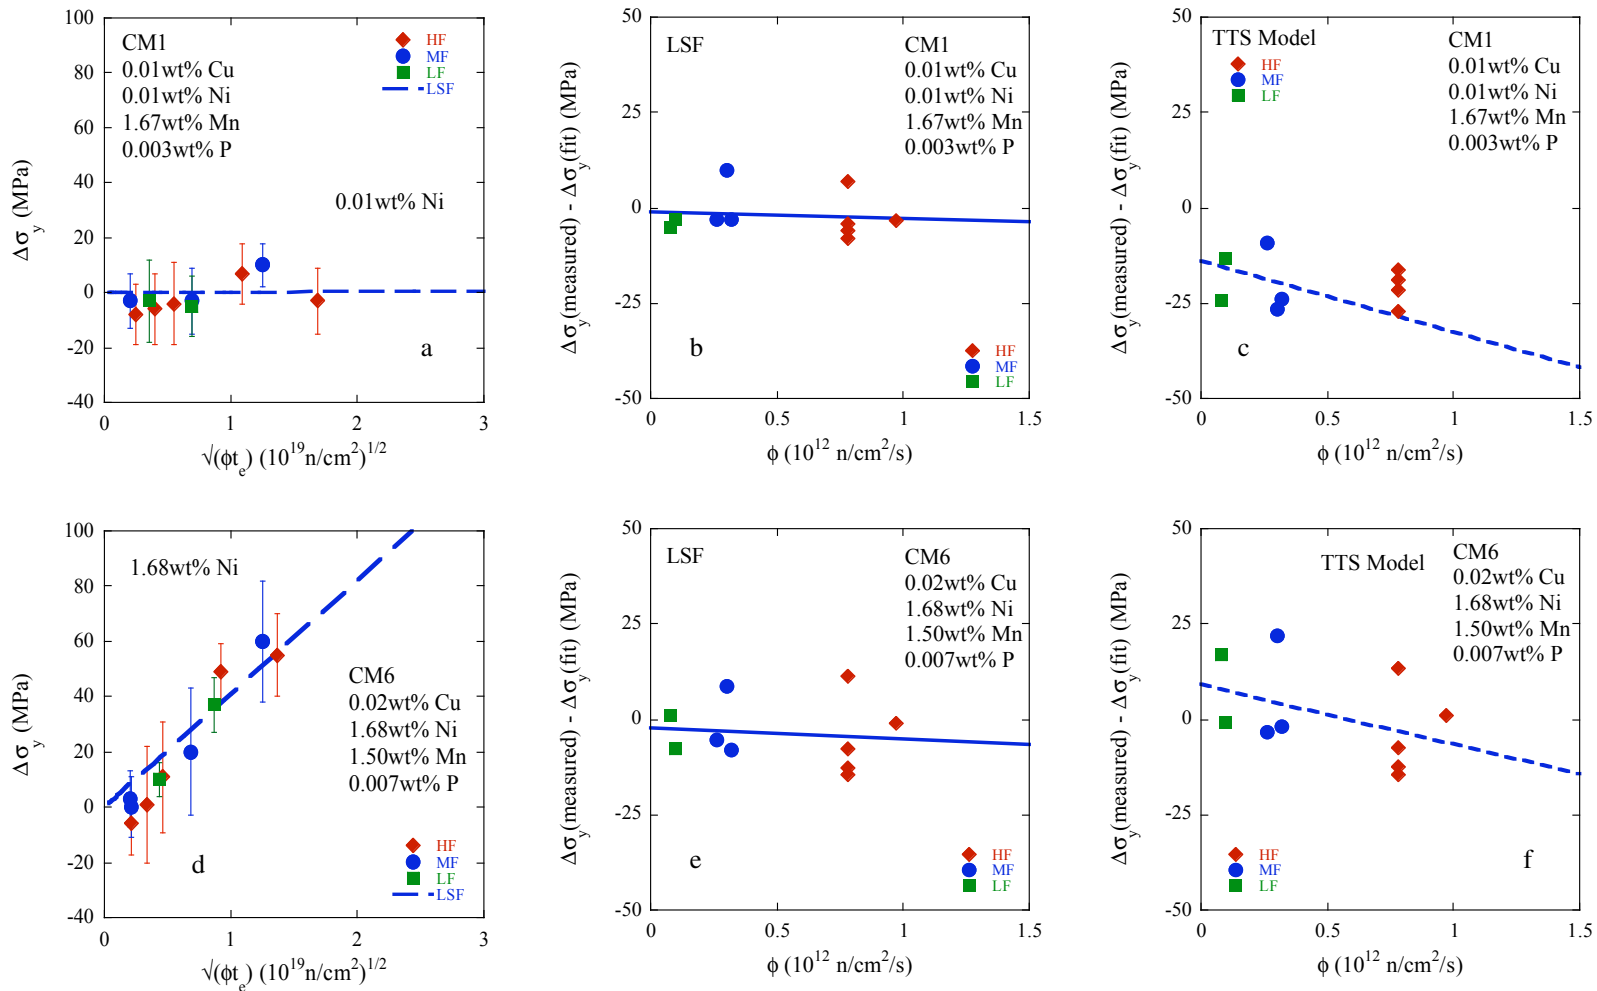 100
80
60
40
20
0
-20
-40
0
1
2
3
Δσy (MPa)
√(ϕte) (10^19n/cm^2)^1/2
CM1
0.01wt% Cu
0.01wt% Ni
1.67wt% Mn
0.003wt% P
HF
MF
LF
LSF
0.01wt% Ni
a
50
25
0
-25
-50
0
0.5
1
1.5
Δσy(measured) - Δσy(fit) (MPa)
ϕ (10^12 n/cm^2/s)
LSF
CM1
0.01wt% Cu
0.01wt% Ni
1.67wt% Mn
0.003wt% P
b
HF
MF
LF
50
25
0
-25
-50
0
0.5
1
1.5
Δσy(measured) - Δσy(fit) (MPa)
ϕ (10^12 n/cm^2/s)
TTS Model
HF
MF
LF
CM1
0.01wt% Cu
0.01wt% Ni
1.67wt% Mn
0.003wt% P
c
100
80
60
40
20
0
-20
-40
0
1
2
3
Δσy (MPa)
√(ϕte) (10^19n/cm^2)^1/2
1.68wt% Ni
CM6
0.02wt% Cu
1.68wt% Ni
1.50wt% Mn
0.007wt% P
d
HF
MF
LF
LSF
50
25
0
-25
-50
0
0.5
1
1.5
Δσy(measured) - Δσy(fit) (MPa)
ϕ (10^12 n/cm^2/s)
LSF
CM6
0.02wt% Cu
1.68wt% Ni
1.50wt% Mn
0.007wt% P
e
HF
MF
LF
50
25
0
-25
-50
0
0.5
1
1.5
Δσy(measured) - Δσy(fit) (MPa)
ϕ (10^12 n/cm^2/s)
TTS Model
CM6
0.02wt% Cu
1.68wt% Ni
1.50wt% Mn
0.007wt% P
HF
MF
LF
f